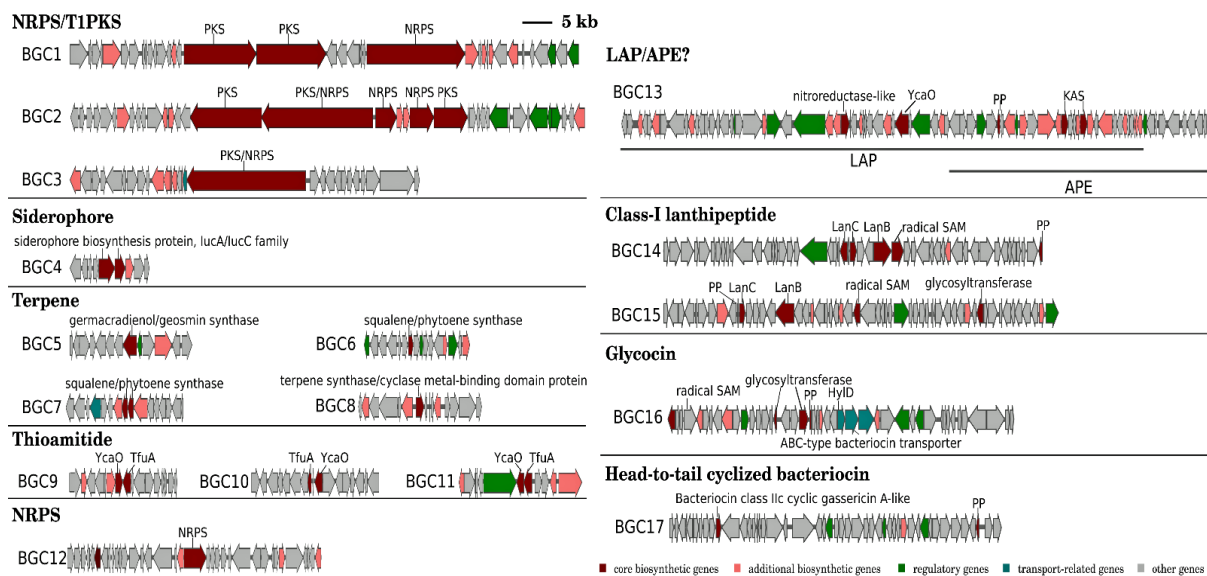 NRPS/T1PKS
5 kb
PKS PKS NRPS
BGC1
PKS PKS/NRPS NRPS NRPS PKS
BGC2
PKS/NRPS
BGC3
Siderophore
siderophore biosynthesis protein, IucA/IucC family
BGC4
Terpene
germacradienol/geosmin synthase
BGC5
squalene/phytoene synthase
BGC6
squalene/phytoene synthase
BGC7
terpene synthase/cyclase metal-binding domain protein
BGC8
Thioamitide
YcaO TfuA
BGC9
TfuA YcaO
BGC10
YcaO TfuA
BGC11
NRPS
NRPS
BGC12
LAP/APE?
BGC13
nitroreductase-like YcaO PP KAS
LAP
APE
Class-I lanthipeptide
LanC LanB radical SAM PP
BGC14
PP LanC LanB radical SAM glycosyltransferase
BGC15
Glycocin
radical SAM glycosyltransferase PP HylD
BGC16
ABC-type bacteriocin transporter
Head-to-tail cyclized bacteriocin
Bacteriocin class IIc cyclic gassericin A-like PP
BGC17
core biosynthetic genes additional biosynthetic genes regulatory genes transport-related genes other genes